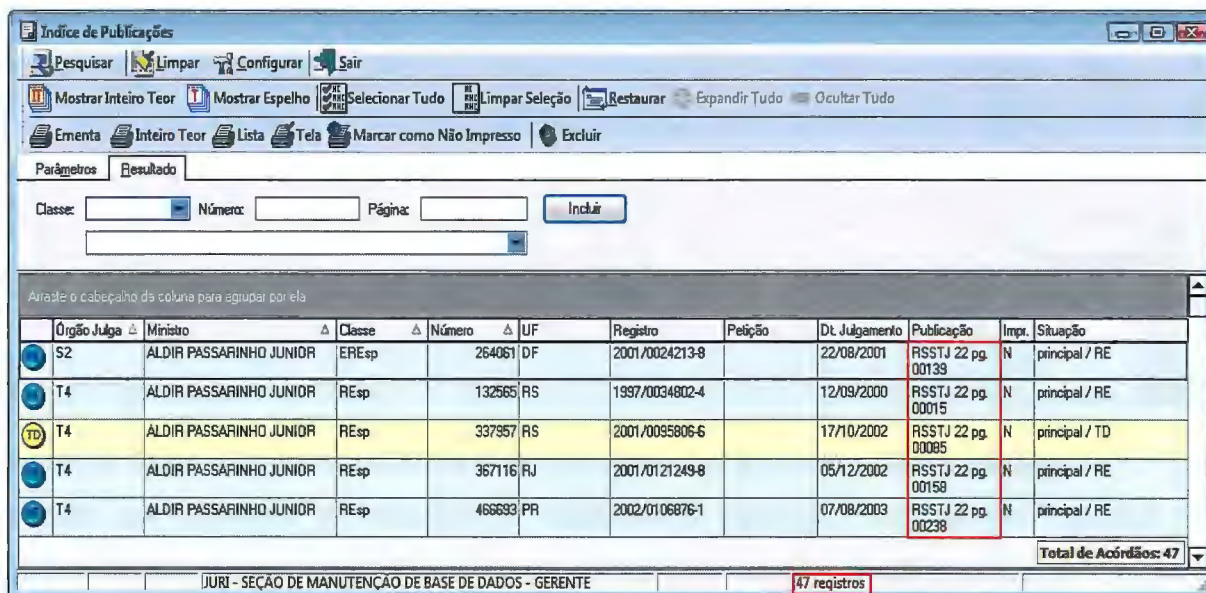 Indíce de Publicações
Pesquisar Limpar Configurar Sair
Mostrar Inteiro Teor Mostrar Espelho Selecionar Tudo Limpar Seleção Restaurar Expandir Tudo Ocultar Tudo
Ementa Inteiro Teor Lista Tela Marcar como Não Impresso Excluir
Parâmetros Resultado
Classe: Número: Página: Incluir
Arraste o cabeçalho da coluna para agrupar por ela
Órgão Julga Ministro Classe Número UF Registro Petição Dt. Julgamento Publicação Impr. Situação
S2 ALDIR PASSARINHO JUNIOR EREsp 264061 DF 2001/0024213-8 22/08/2001 RSSTJ 22 pg. N principal / RE
00139
T4 ALDIR PASSARINHO JUNIOR REsp 132565 RS 1997/0034802-4 12/09/2000 RSSTJ 22 pg. N principal / RE
00015
TD T4 ALDIR PASSARINHO JUNIOR REsp 337957 RS 2001/0095806-6 17/10/2002 RSSTJ 22 pg. N principal / TD
00085
T4 ALDIR PASSARINHO JUNIOR REsp 367116 RJ 2001/0121249-8 05/12/2002 RSSTJ 22 pg. N principal / RE
00158
T4 ALDIR PASSARINHO JUNIOR REsp 466693 PR 2002/0106876-1 07/08/2003 RSSTJ 22 pg. N principal / RE
00238
Total de Acórdãos: 47
JURI - SEÇÃO DE MANUTENÇÃO DE BASE DE DADOS - GERENTE 47 registros